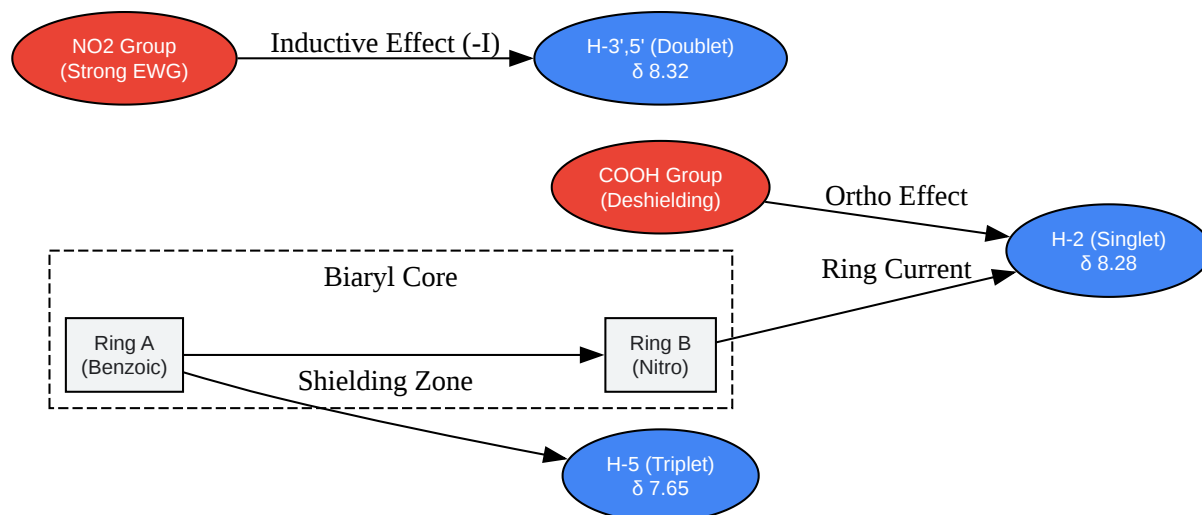 NO2 Group
(Strong EWG)
Inductive Effect (-I)
H-3',5' (Doublet)
δ 8.32
COOH Group
(Deshielding)
Ortho Effect
H-2 (Singlet)
δ 8.28
Ring Current
Biaryl Core
Ring A
(Benzoic)
Ring B
(Nitro)
Shielding Zone
H-5 (Triplet)
δ 7.65